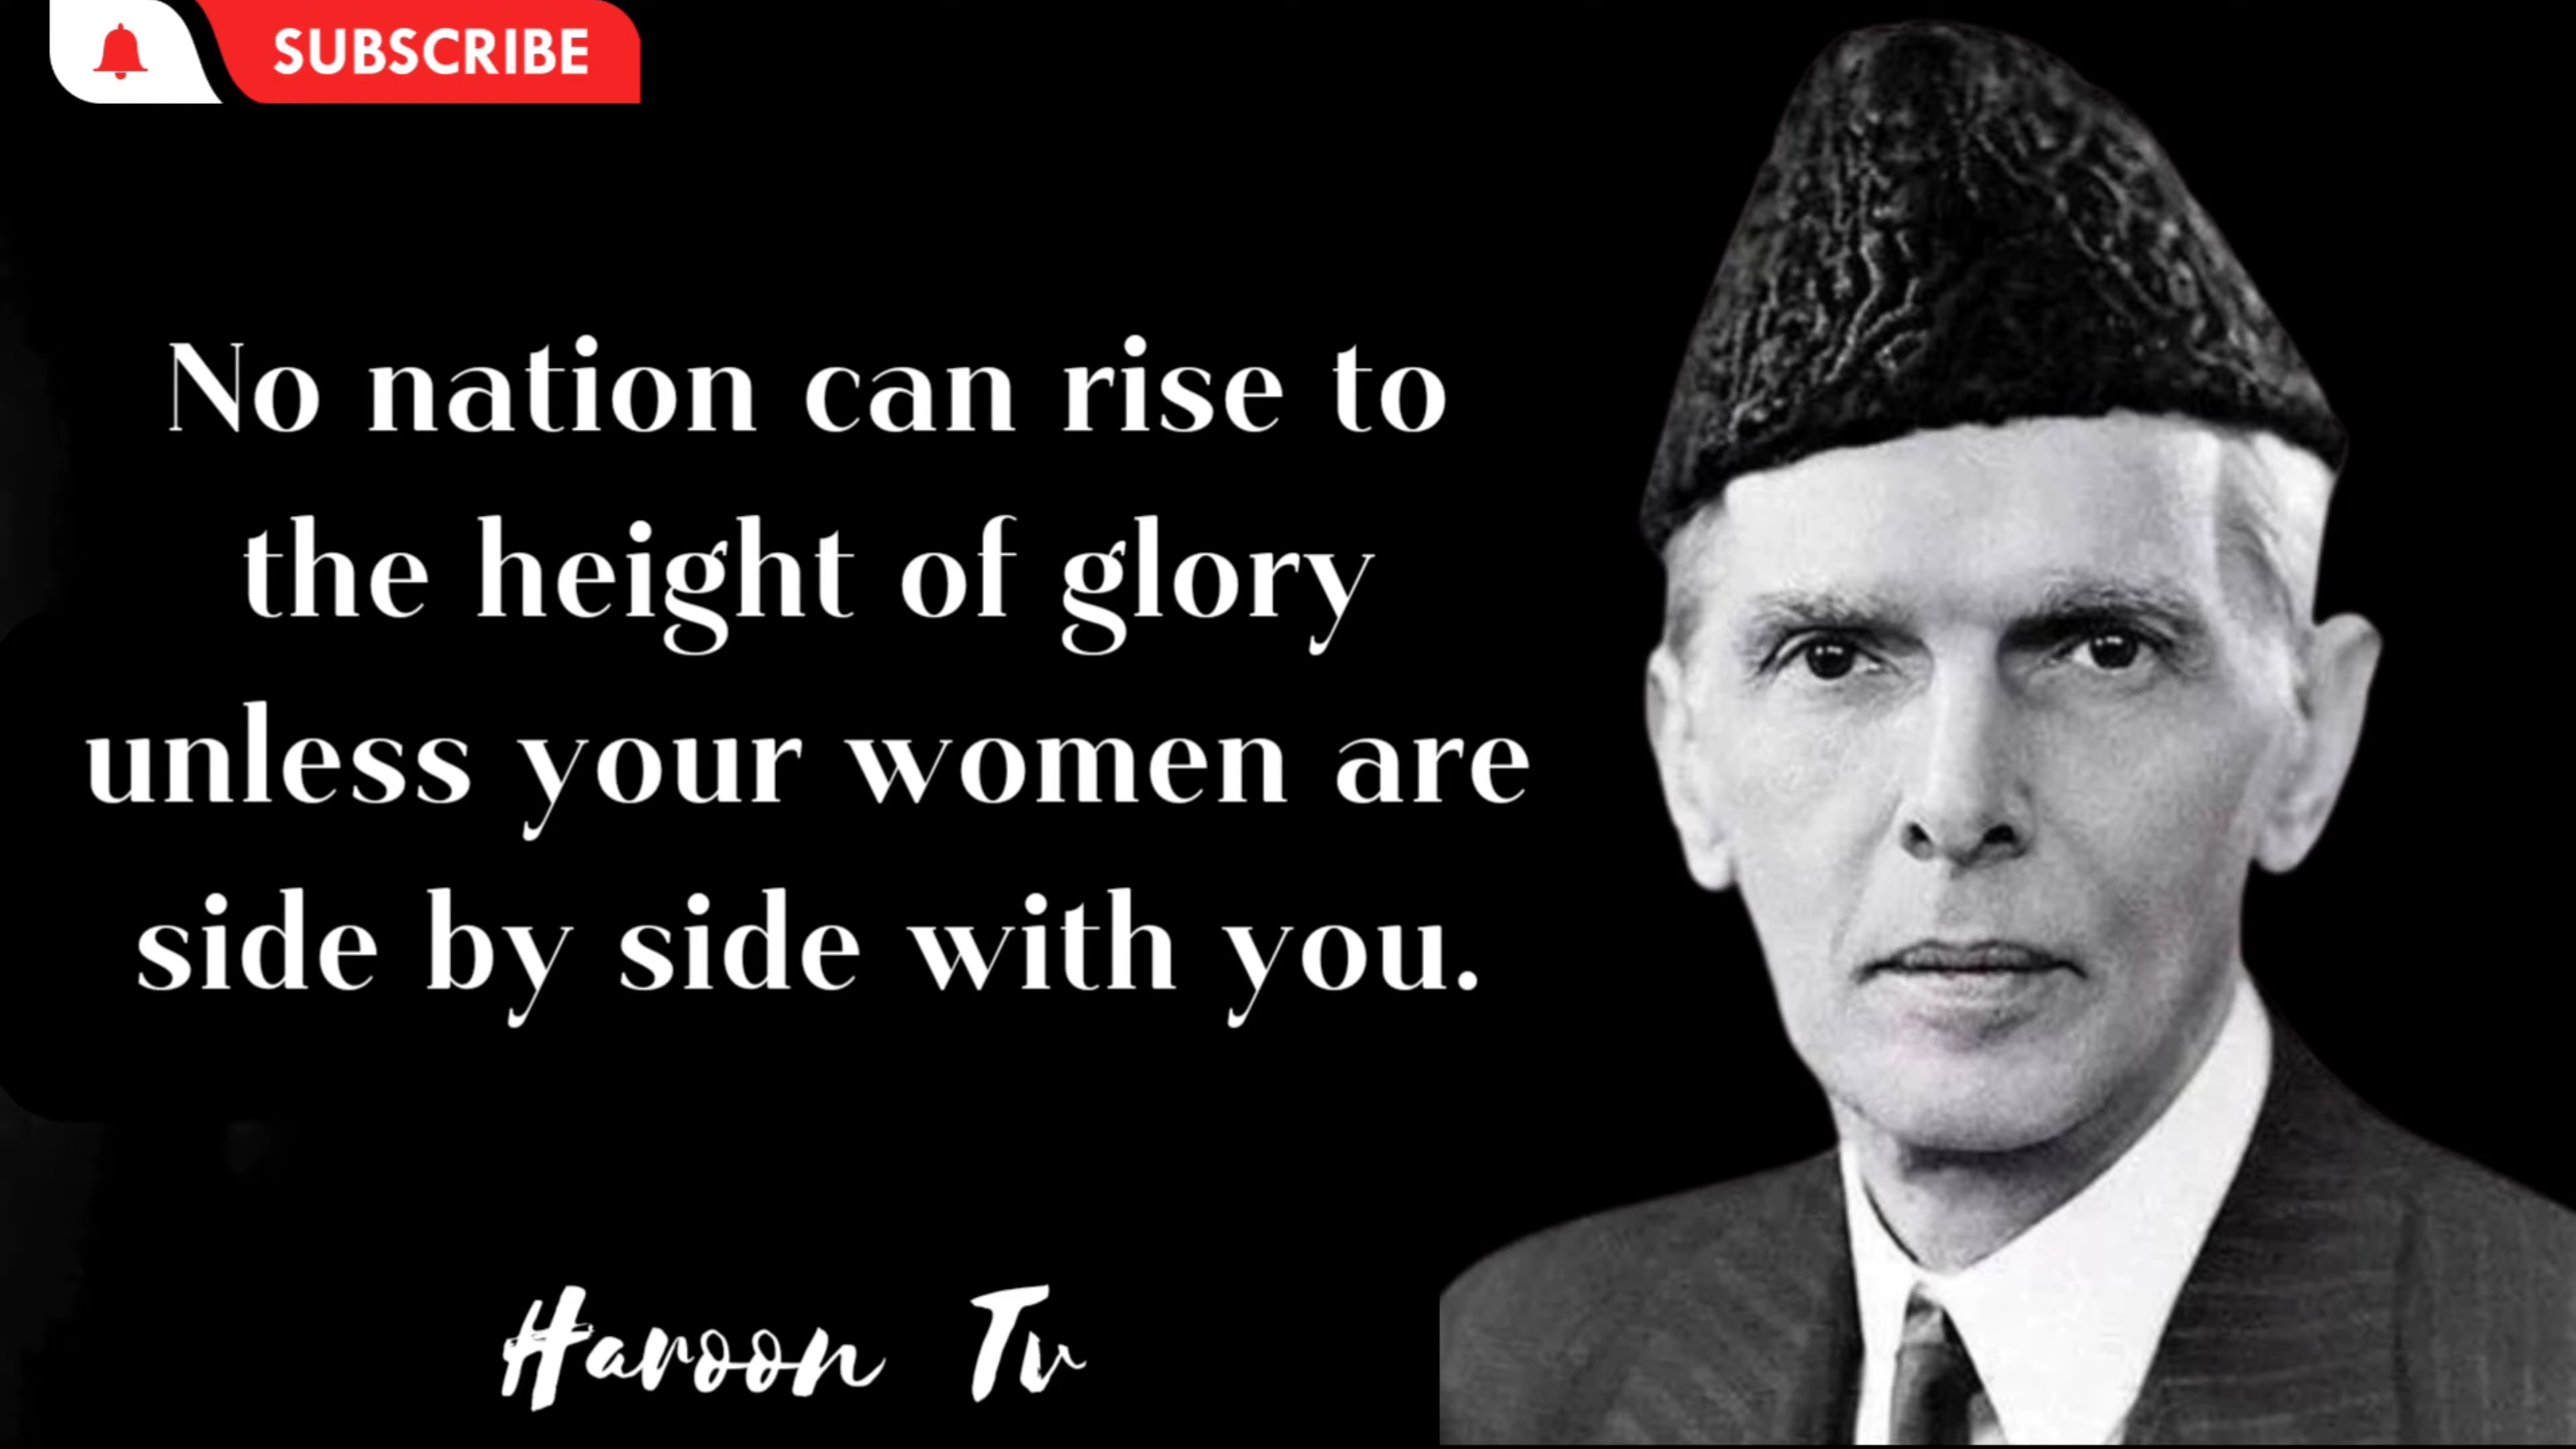 SUBSCRIBE
No nation can rise to
the height of glory
unless your women are
side by side with you.
Haroon Tv